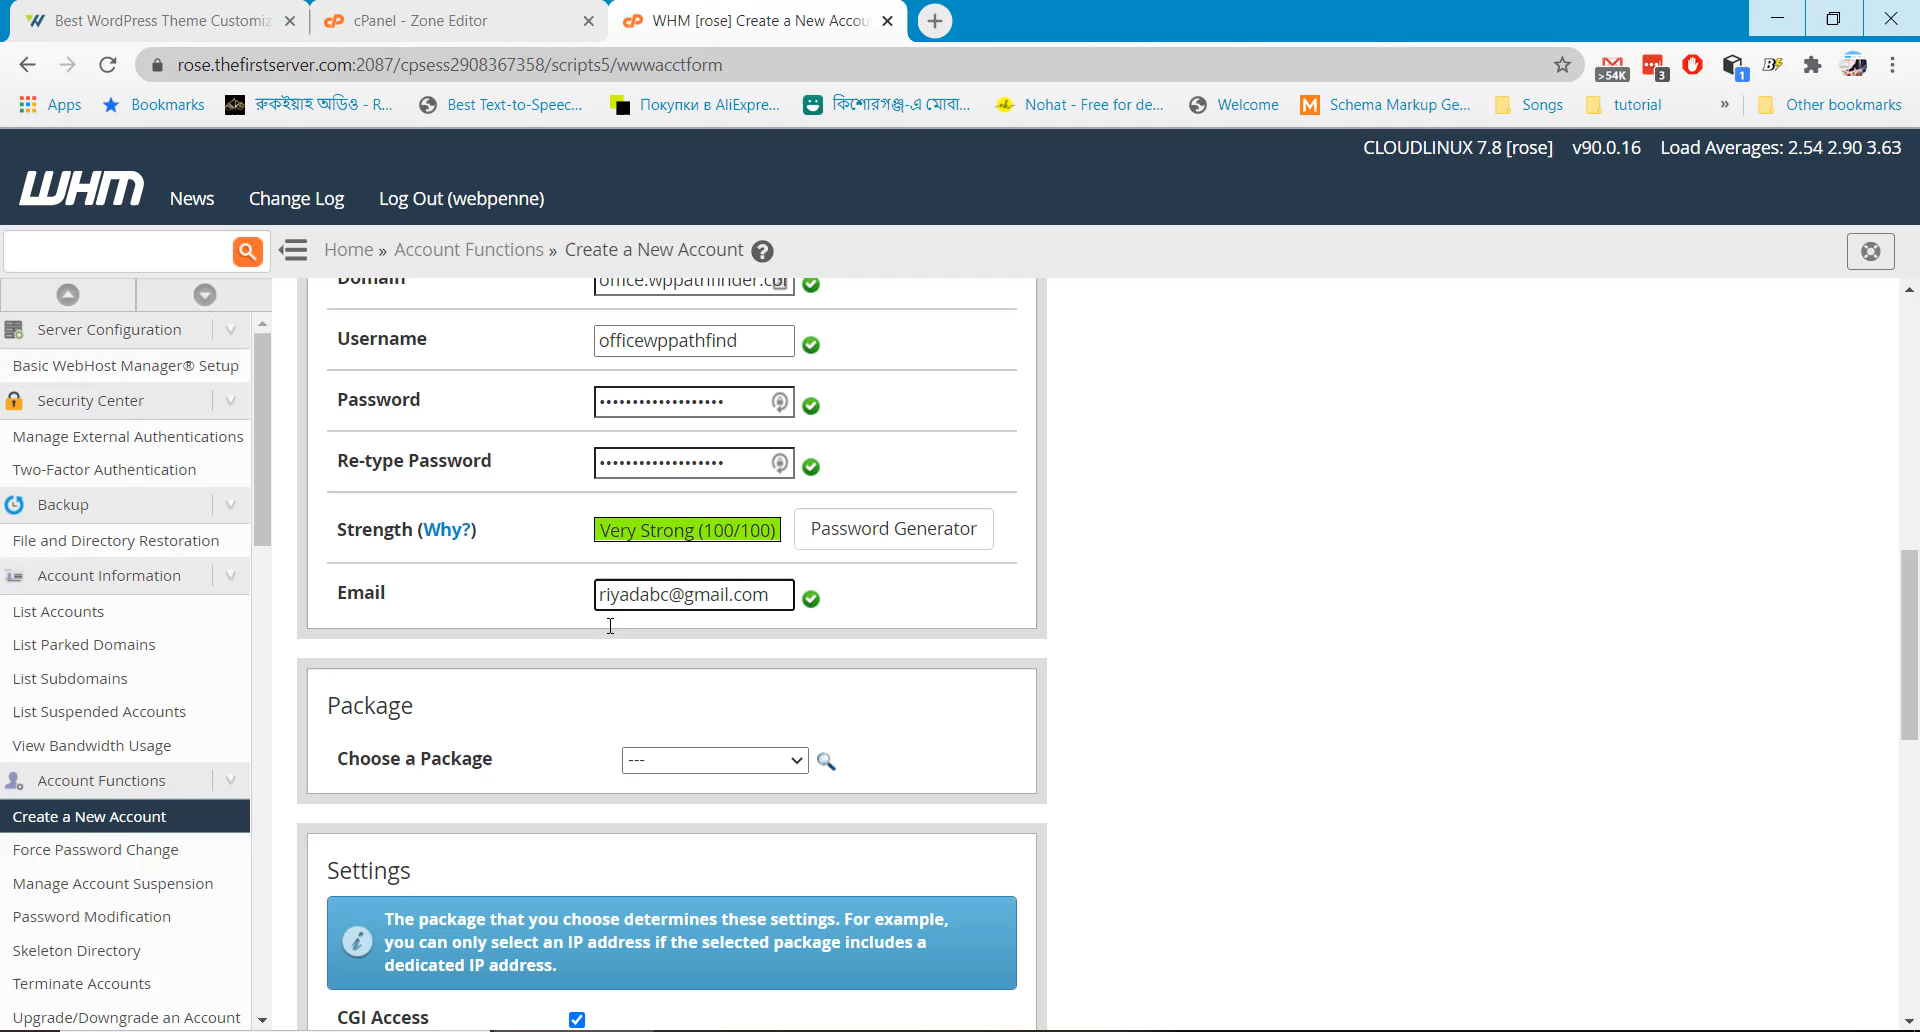 Best WordPress Theme Customiz
cPanel - Zone Editor
WHM [rose] Create a New Accou
rose.thefirstserver.com:2087/cpsess2908367358/scripts5/wwwacctform
>54K
3
1
Apps
Bookmarks
রুকইয়াহ অডিও - R...
Best Text-to-Speec...
Покупки в AliExpre...
কিশোরগঞ্জ-এ মোবা...
Nohat - Free for de...
Welcome
Schema Markup Ge...
Songs
tutorial
»
Other bookmarks
CLOUDLINUX 7.8 [rose] v90.0.16 Load Averages: 2.54 2.90 3.63
WHM
News
Change Log
Log Out (webpenne)
Home » Account Functions » Create a New Account
Server Configuration
Basic WebHost Manager® Setup
Security Center
Manage External Authentications
Two-Factor Authentication
Backup
File and Directory Restoration
Account Information
List Accounts
List Parked Domains
List Subdomains
List Suspended Accounts
View Bandwidth Usage
Account Functions
Create a New Account
Force Password Change
Manage Account Suspension
Password Modification
Skeleton Directory
Terminate Accounts
Upgrade/Downgrade an Account
Domain office.wppathfinder.co
Username officewppathfind
Password •••••••••••••••••••
Re-type Password •••••••••••••••••••
Strength (Why?) Very Strong (100/100) Password Generator
Email riyadabc@gmail.com
Package
Choose a Package ---
Settings
The package that you choose determines these settings. For example,
you can only select an IP address if the selected package includes a
dedicated IP address.
CGI Access